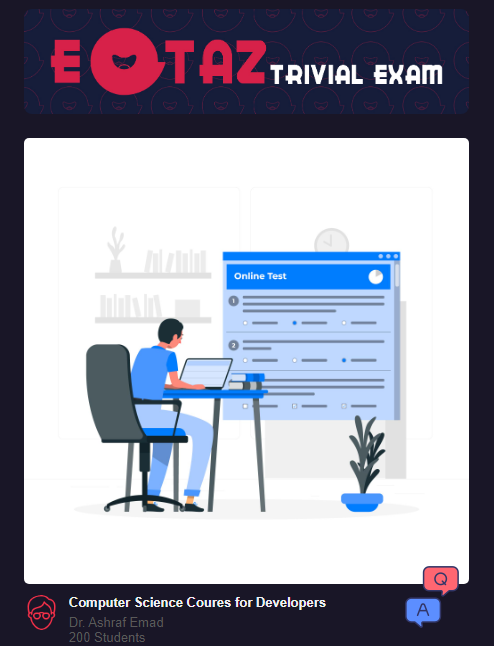 EOTAZ TRIVIAL EXAM
Online Test
1
2
Q
A
Computer Science Coures for Developers
Dr. Ashraf Emad
200 Students